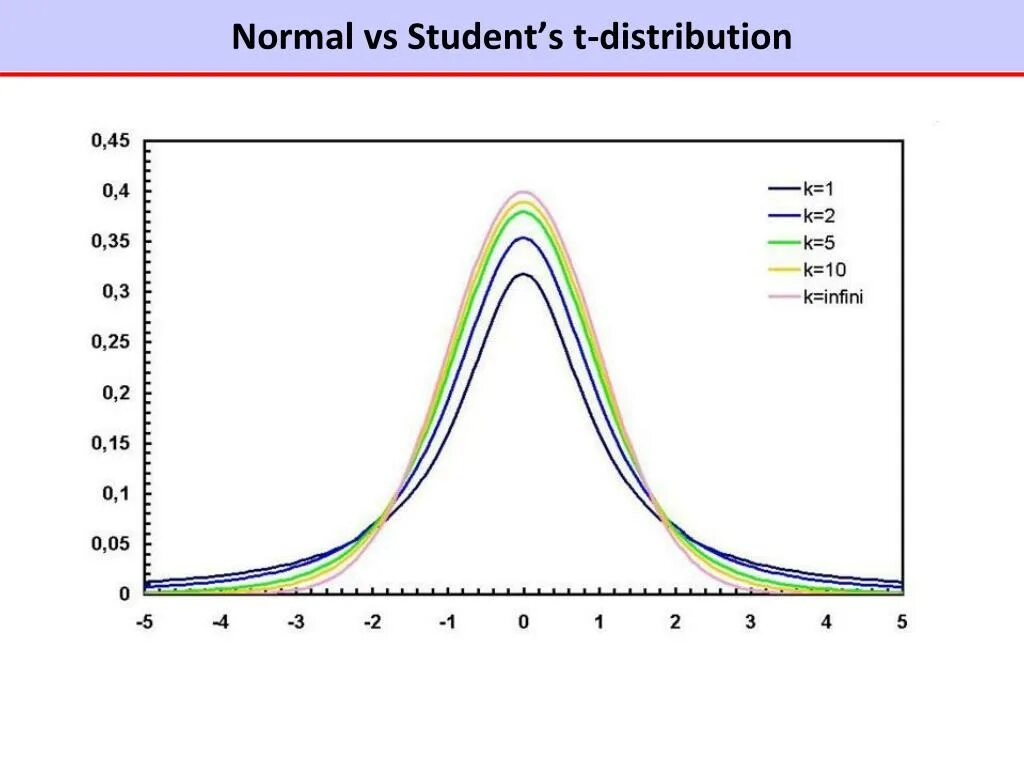 Normal vs Student’s t-distribution
0,45
0,4
0,35
0,3
0,25
0,2
0,15
0,1
0,05
0
-5 -4 -3 -2 -1 0 1 2 3 4 5
k=1
k=2
k=5
k=10
k=infini